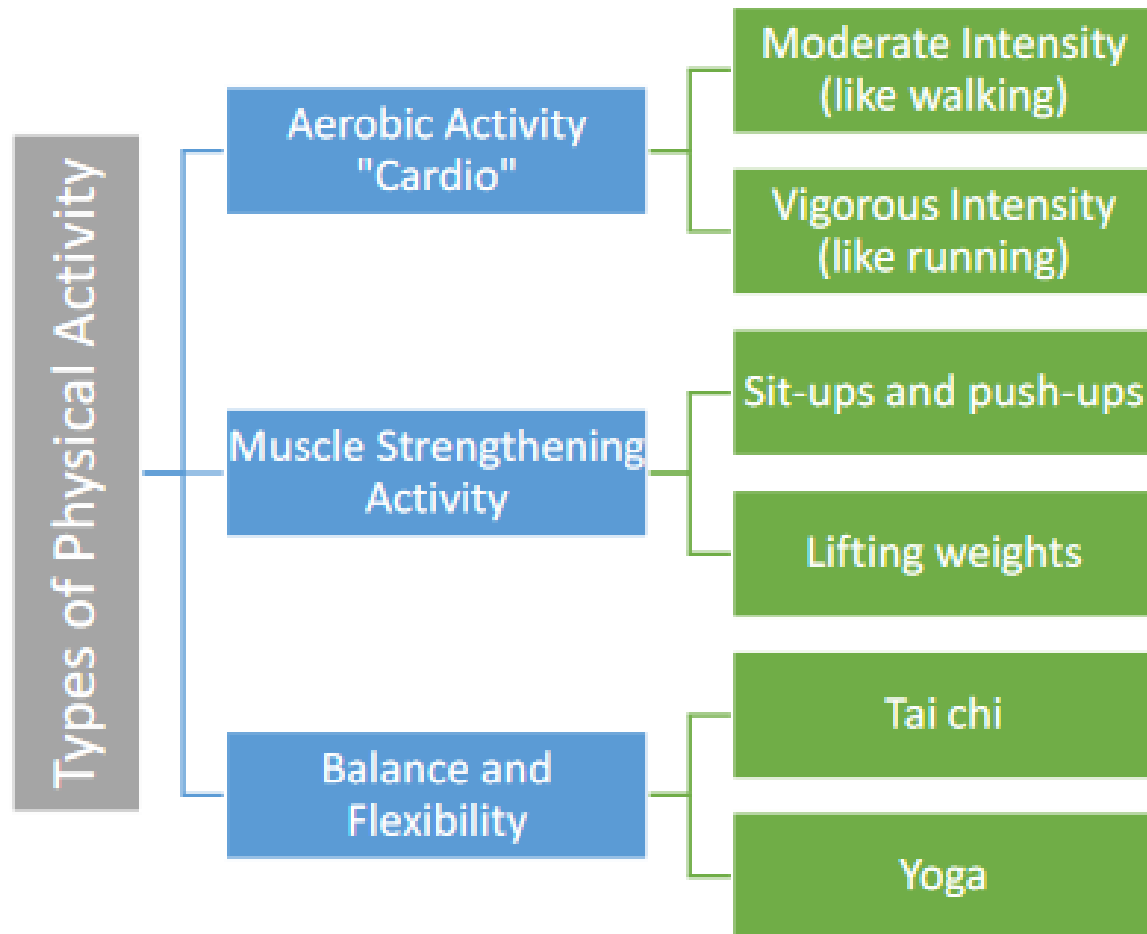 Types of Physical Activity
Aerobic Activity
"Cardio"
Moderate Intensity
(like walking)
Vigorous Intensity
(like running)
Muscle Strengthening
Activity
Sit-ups and push-ups
Lifting weights
Balance and
Flexibility
Tai chi
Yoga